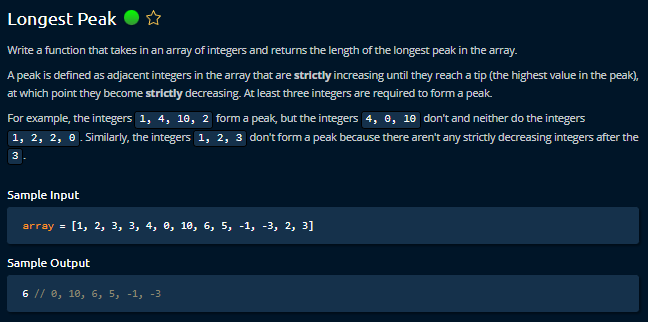 Longest Peak
Write a function that takes in an array of integers and returns the length of the longest peak in the array.
A peak is defined as adjacent integers in the array that are strictly increasing until they reach a tip (the highest value in the peak),
at which point they become strictly decreasing. At least three integers are required to form a peak.
For example, the integers 1, 4, 10, 2 form a peak, but the integers 4, 0, 10 don't and neither do the integers
1, 2, 2, 0 . Similarly, the integers 1, 2, 3 don't form a peak because there aren't any strictly decreasing integers after the
3 .
Sample Input
array = [1, 2, 3, 3, 4, 0, 10, 6, 5, -1, -3, 2, 3]
Sample Output
6 // 0, 10, 6, 5, -1, -3